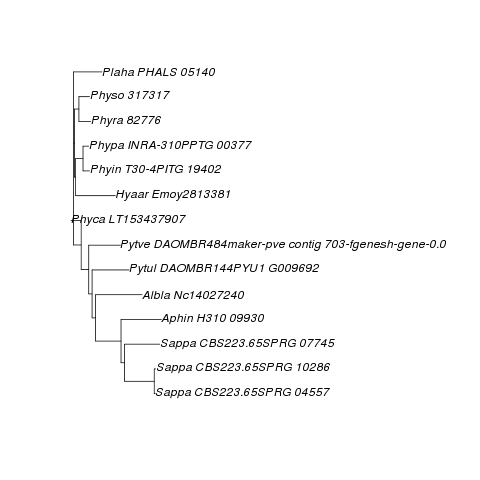 Plaha PHALS 05140
Physo 317317
Phyra 82776
Phypa INRA-310PPTG 00377
Phyin T30-4PITG 19402
Hyaar Emoy2813381
Phyca LT153437907
Pytve DAOMBR484maker-pve contig 703-fgenesh-gene-0.0
Pytul DAOMBR144PYU1 G009692
Albla Nc14027240
Aphin H310 09930
Sappa CBS223.65SPRG 07745
Sappa CBS223.65SPRG 10286
Sappa CBS223.65SPRG 04557